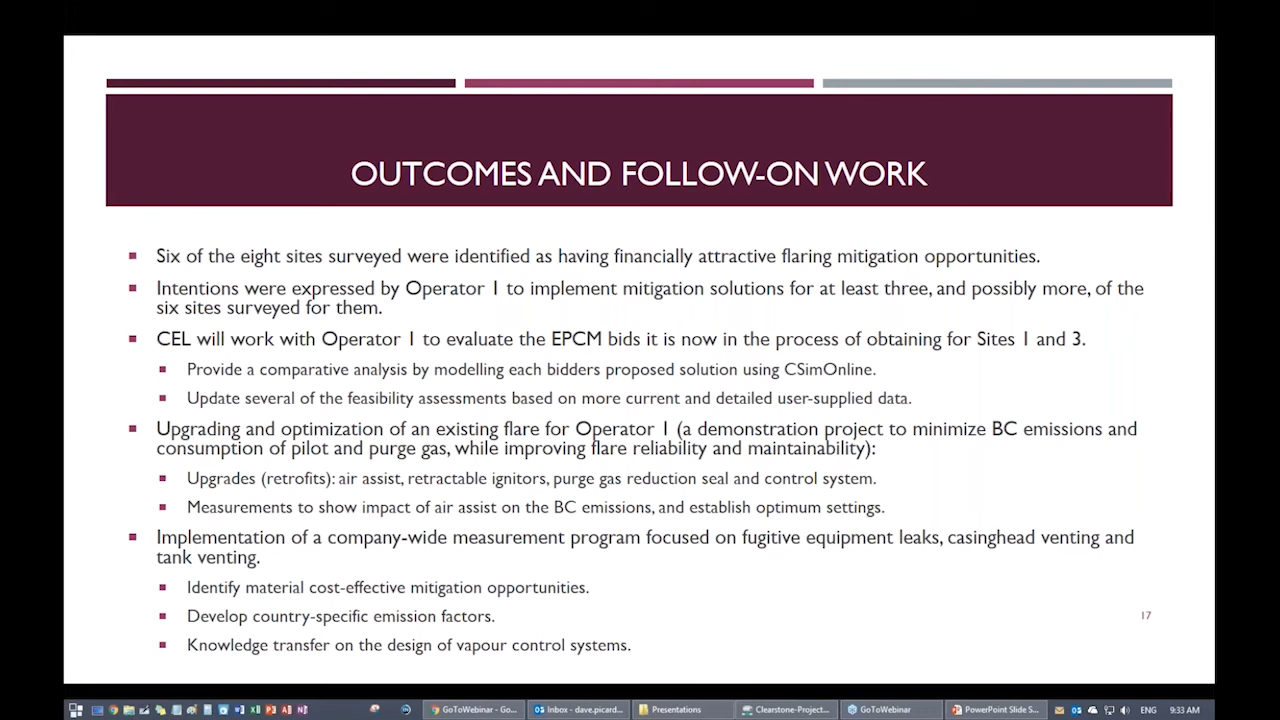 OUTCOMES AND FOLLOW-ON WORK
Six of the eight sites surveyed were identified as having financially attractive flaring mitigation opportunities.
Intentions were expressed by Operator 1 to implement mitigation solutions for at least three, and possibly more, of the
six sites surveyed for them.
CEL will work with Operator 1 to evaluate the EPCM bids it is now in the process of obtaining for Sites 1 and 3.
Provide a comparative analysis by modelling each bidders proposed solution using CSimOnline.
Update several of the feasibility assessments based on more current and detailed user-supplied data.
Upgrading and optimization of an existing flare for Operator 1 (a demonstration project to minimize BC emissions and
consumption of pilot and purge gas, while improving flare reliability and maintainability):
Upgrades (retrofits): air assist, retractable ignitors, purge gas reduction seal and control system.
Measurements to show impact of air assist on the BC emissions, and establish optimum settings.
Implementation of a company-wide measurement program focused on fugitive equipment leaks, casinghead venting and
tank venting.
Identify material cost-effective mitigation opportunities.
Develop country-specific emission factors.
17
Knowledge transfer on the design of vapour control systems.
GoToWebinar - Go... Inbox - dave.picard... Presentations Clearstone-Project... GoToWebinar PowerPoint Slide S... ENG 9:33 AM